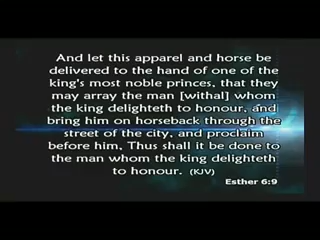 And let this apparel and horse be
delivered to the hand of one of the
king's most noble princes, that they
may array the man [withal] whom
the king delighteth to honour, and
bring him on horseback through the
street of the city, and proclaim
before him, Thus shall it be done to
the man whom the king delighteth
to honour. (KJV)
Esther 6:9